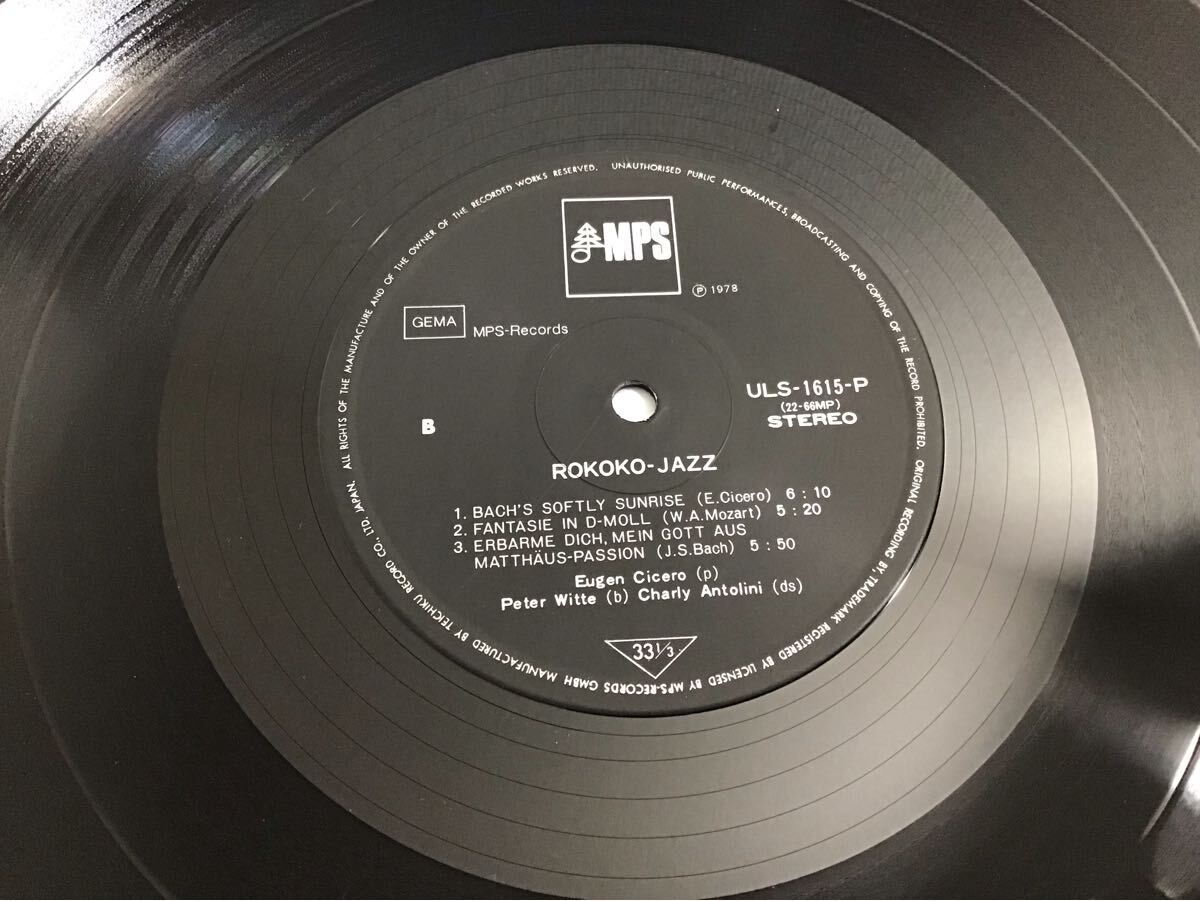 MPS
Ⓟ 1978
GEMA
MPS-Records
ULS-1615-P
(22-66MP)
STEREO
B
ROKOKO-JAZZ
1. BACH'S SOFTLY SUNRISE (E.Cicero) 6:10
2. FANTASIE IN D-MOLL (W.A.Mozart) 5:20
3. ERBARME DICH, MEIN GOTT AUS
MATTHÄUS-PASSION (J.S.Bach) 5:50
Eugen Cicero (p)
Peter Witte (b) Charly Antolini (ds)
33 1/3
ALL RIGHTS OF THE MANUFACTURE AND OF THE OWNER OF THE RECORDED WORKS RESERVED. UNAUTHORISED PUBLIC PERFORMANCES, BROADCASTING AND COPYING OF THE RECORD PROHIBITED. ORIGINAL RECORDING BY, TRADEMARK REGISTERED BY LICENSED BY MPS-RECORDS GMBH MANUFACTURED BY TEICHIKU RECORD CO., LTD. JAPAN.